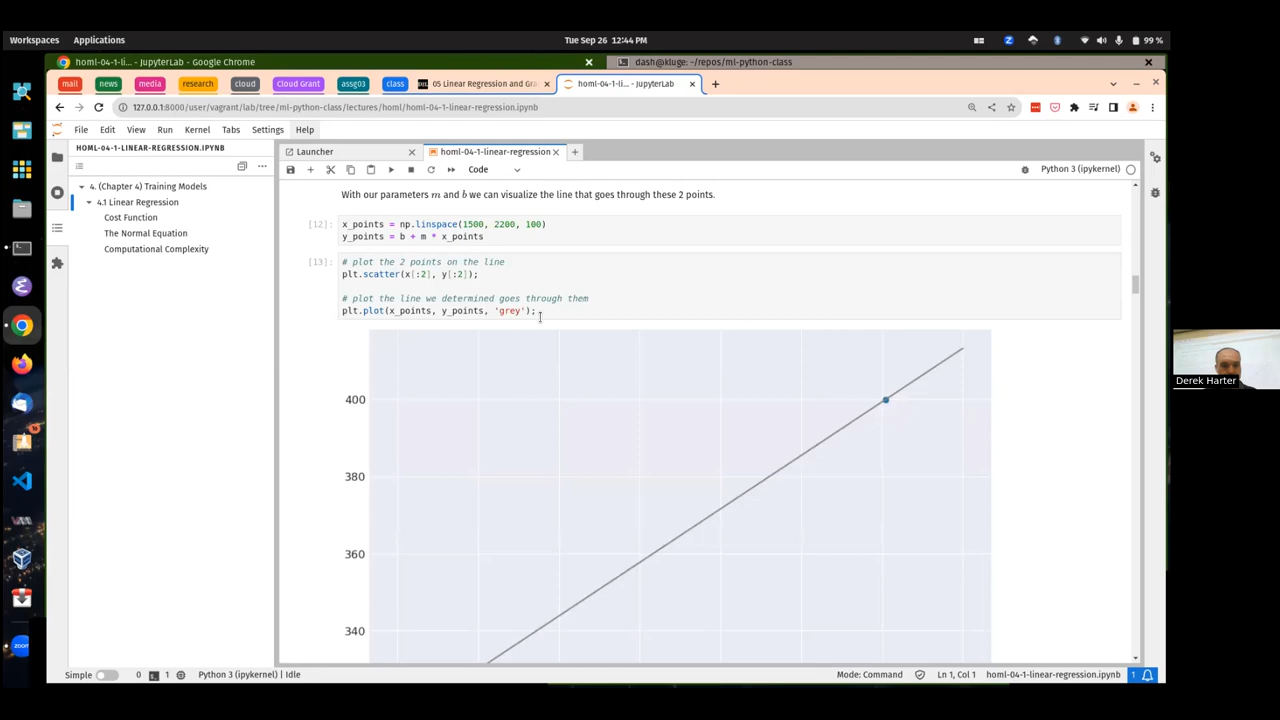 Workspaces Applications Tue Sep 26 12:44 PM 99 %
homl-04-1-li... - JupyterLab - Google Chrome dash@kluge: ~/repos/ml-python-class
mail news media research cloud Cloud Grant assg03 class 05 Linear Regression and Gra homl-04-1-li... - JupyterLab
127.0.0.1:8000/user/vagrant/lab/tree/ml-python-class/lectures/homl/homl-04-1-linear-regression.ipynb
File Edit View Run Kernel Tabs Settings Help
HOML-04-1-LINEAR-REGRESSION.IPYNB
4. (Chapter 4) Training Models
4.1 Linear Regression
Cost Function
The Normal Equation
Computational Complexity
Launcher homl-04-1-linear-regression
Code Python 3 (ipykernel)
With our parameters m and b we can visualize the line that goes through these 2 points.
[12]: x_points = np.linspace(1500, 2200, 100)
y_points = b + m * x_points
[13]: # plot the 2 points on the line
plt.scatter(x[:2], y[:2]);
# plot the line we determined goes through them
plt.plot(x_points, y_points, 'grey');
400
380
360
340
Derek Harter
Simple 0 1 Python 3 (ipykernel) | Idle Mode: Command Ln 1, Col 1 homl-04-1-linear-regression.ipynb 1
zoom